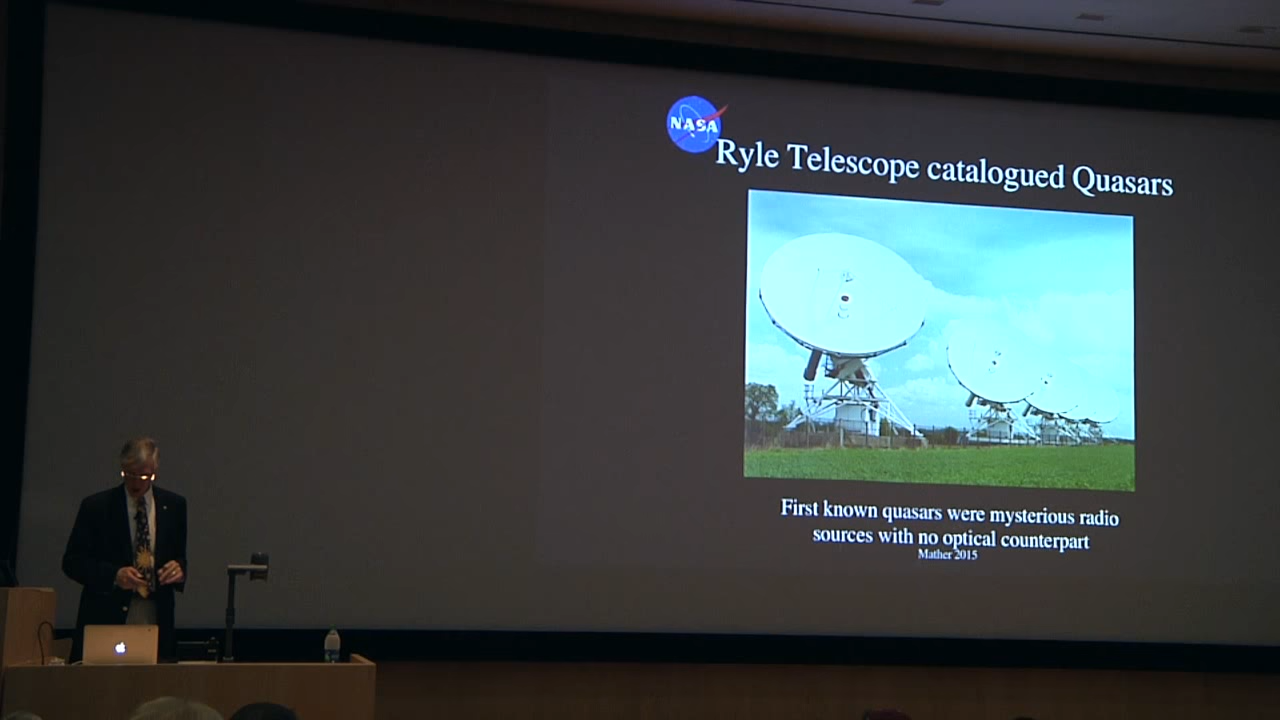 NASA
Ryle Telescope catalogued Quasars
First known quasars were mysterious radio
sources with no optical counterpart
Mather 2015